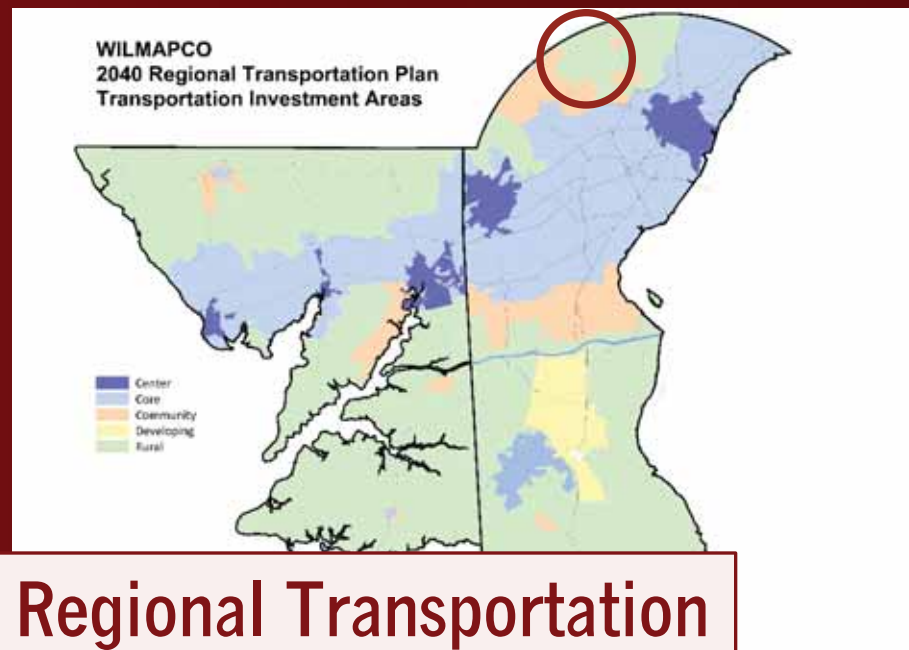 WILMAPCO
2040 Regional Transportation Plan
Transportation Investment Areas
Center
Core
Community
Developing
Rural
Regional Transportation